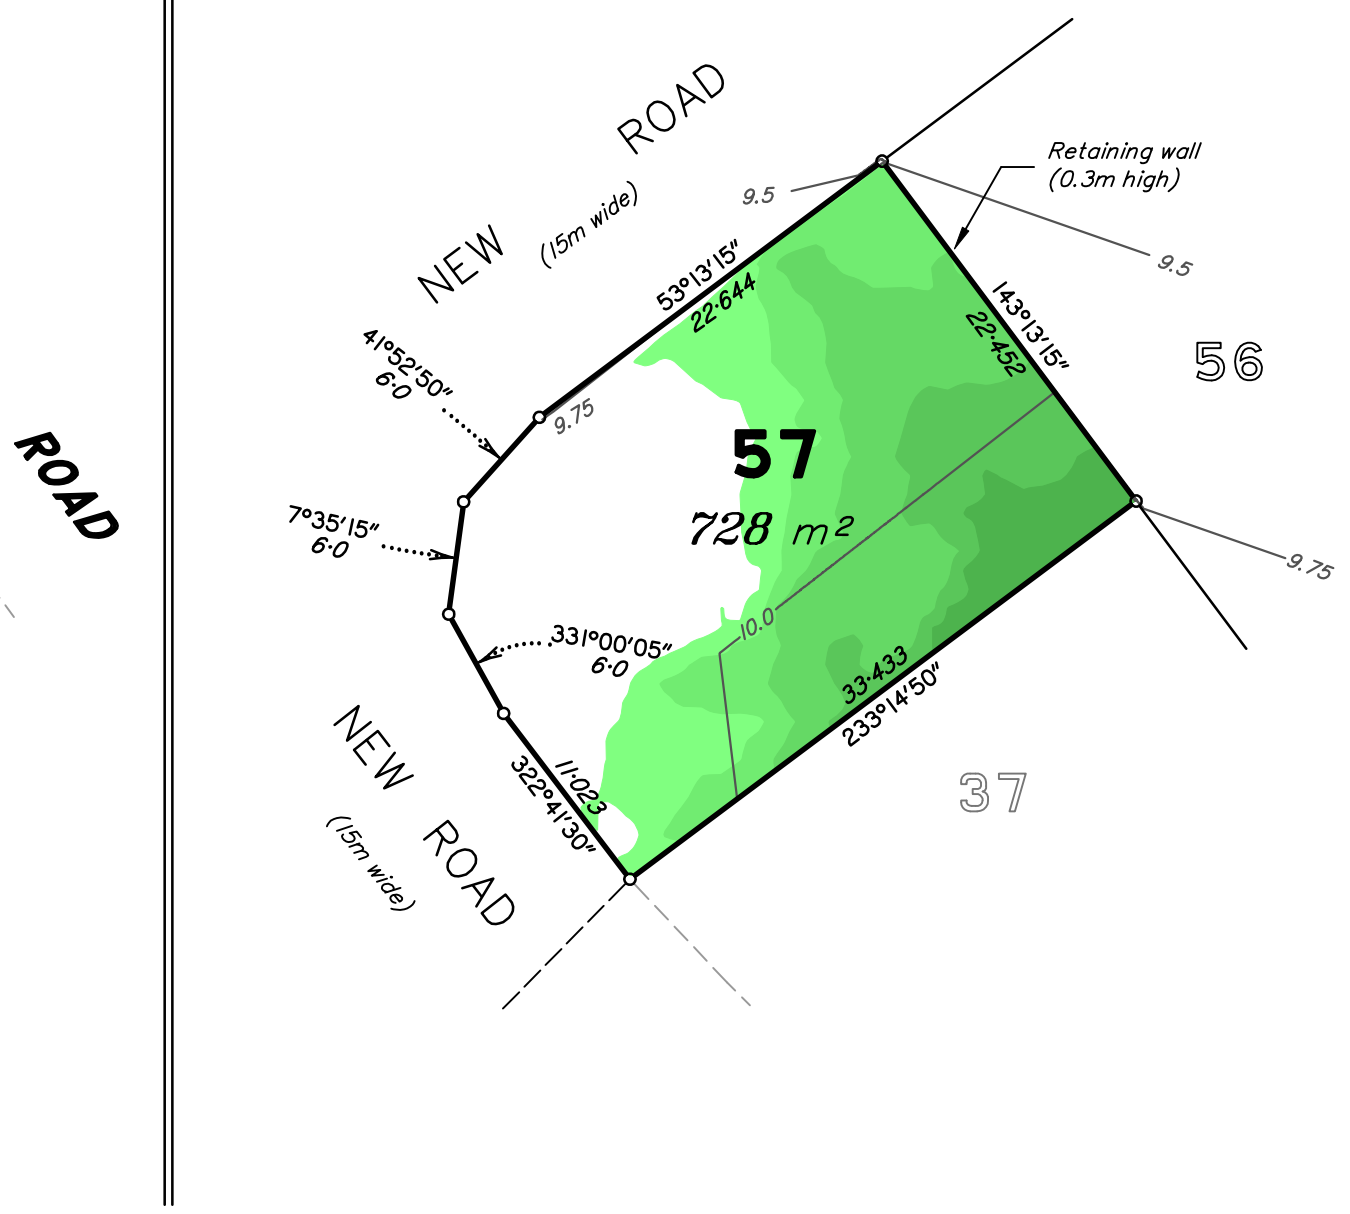 ROAD
NEW
(15m wide)
9.5
Retaining wall
(0.3m high)
9.5
53°13'15"
22·644
143°13'15"
22·452
56
41°52'50"
6·0
9.75
ROAD
57
728 m²
7°35'15"
6·0
9.75
10.0
331°00'05"
6·0
33·433
233°14'50"
NEW
ROAD
(15m wide)
11·023
322°41'30"
37